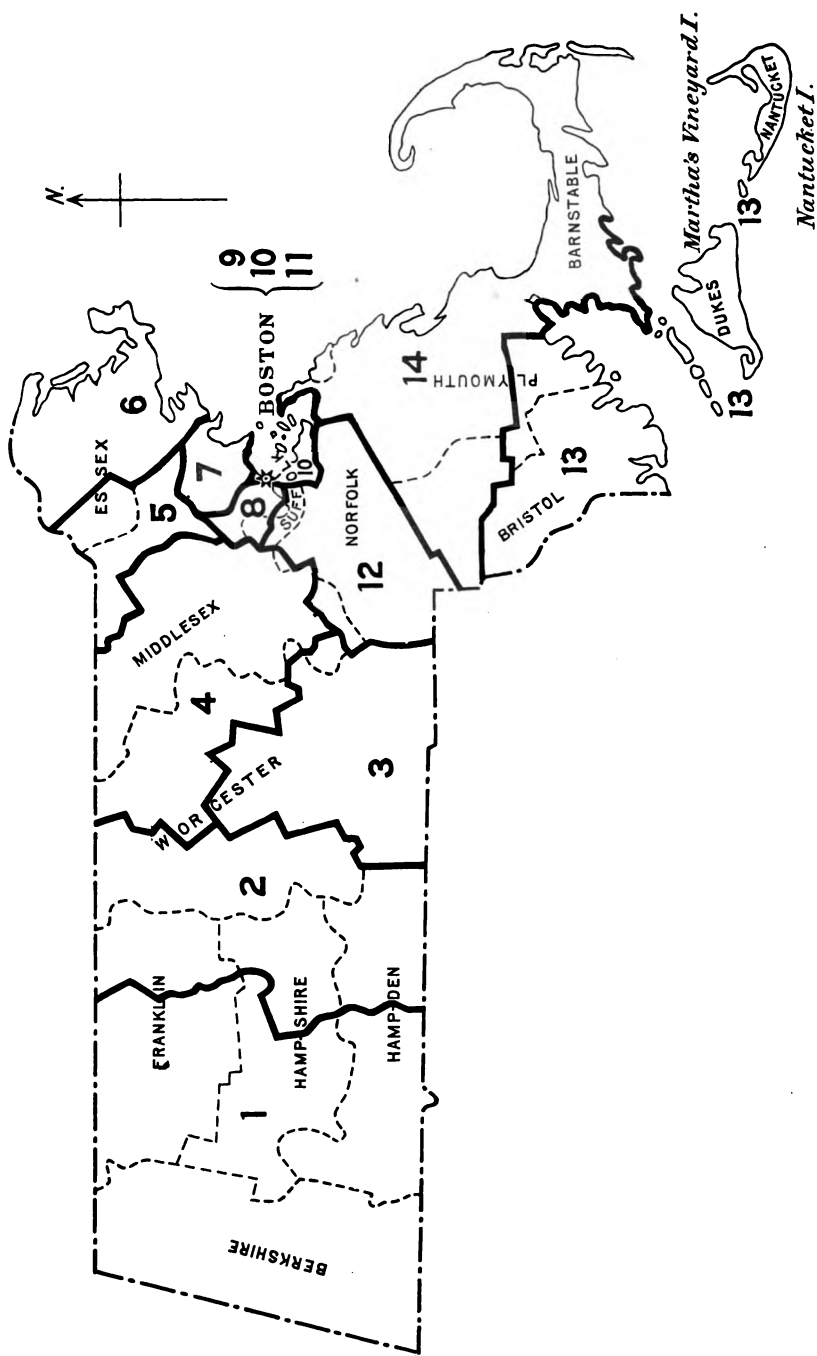 N.
BERKSHIRE
1
FRANKLIN
HAMPSHIRE
HAMPDEN
2
WORCESTER
3
4
MIDDLESEX
ESSEX
5
6
7
8
SUFFOLK
10
BOSTON
9
10
11
NORFOLK
12
BRISTOL
13
PLYMOUTH
14
BARNSTABLE
13
DUKES
Martha's Vineyard I.
13
NANTUCKET
Nantucket I.